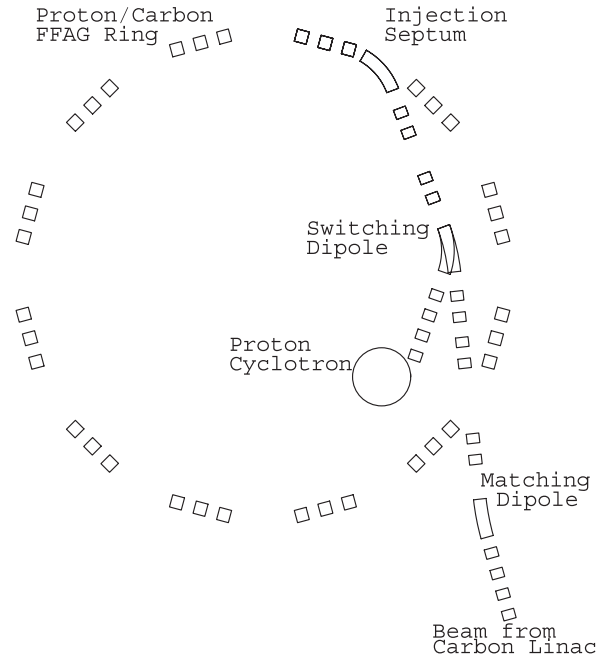 Proton/Carbon
FFAG Ring
Injection
Septum
Switching
Dipole
Proton
Cyclotron
Matching
Dipole
Beam from
Carbon Linac